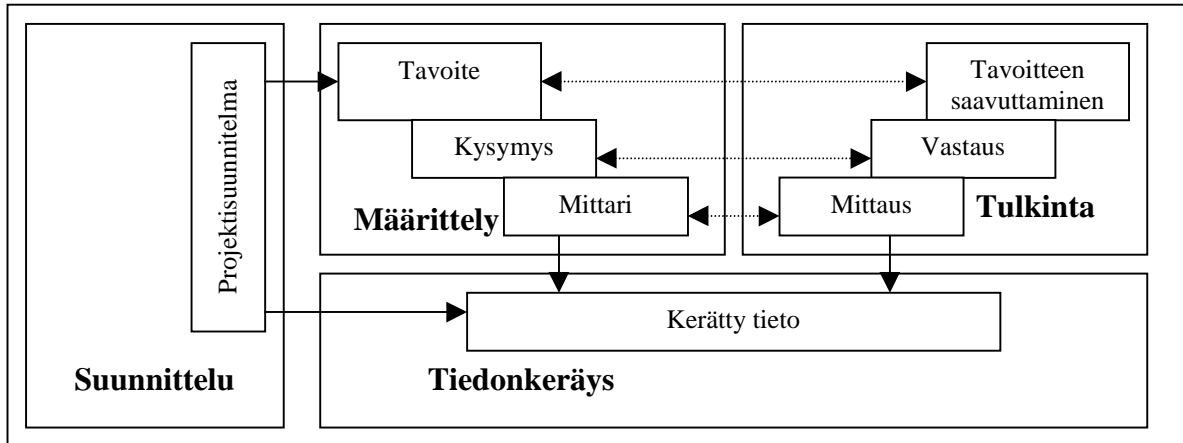 Projektisuunnitelma
Suunnittelu
Tavoite
Kysymys
Mittari
Määrittely
Tavoitteen
saavuttaminen
Vastaus
Mittaus
Tulkinta
Kerätty tieto
Tiedonkeräys